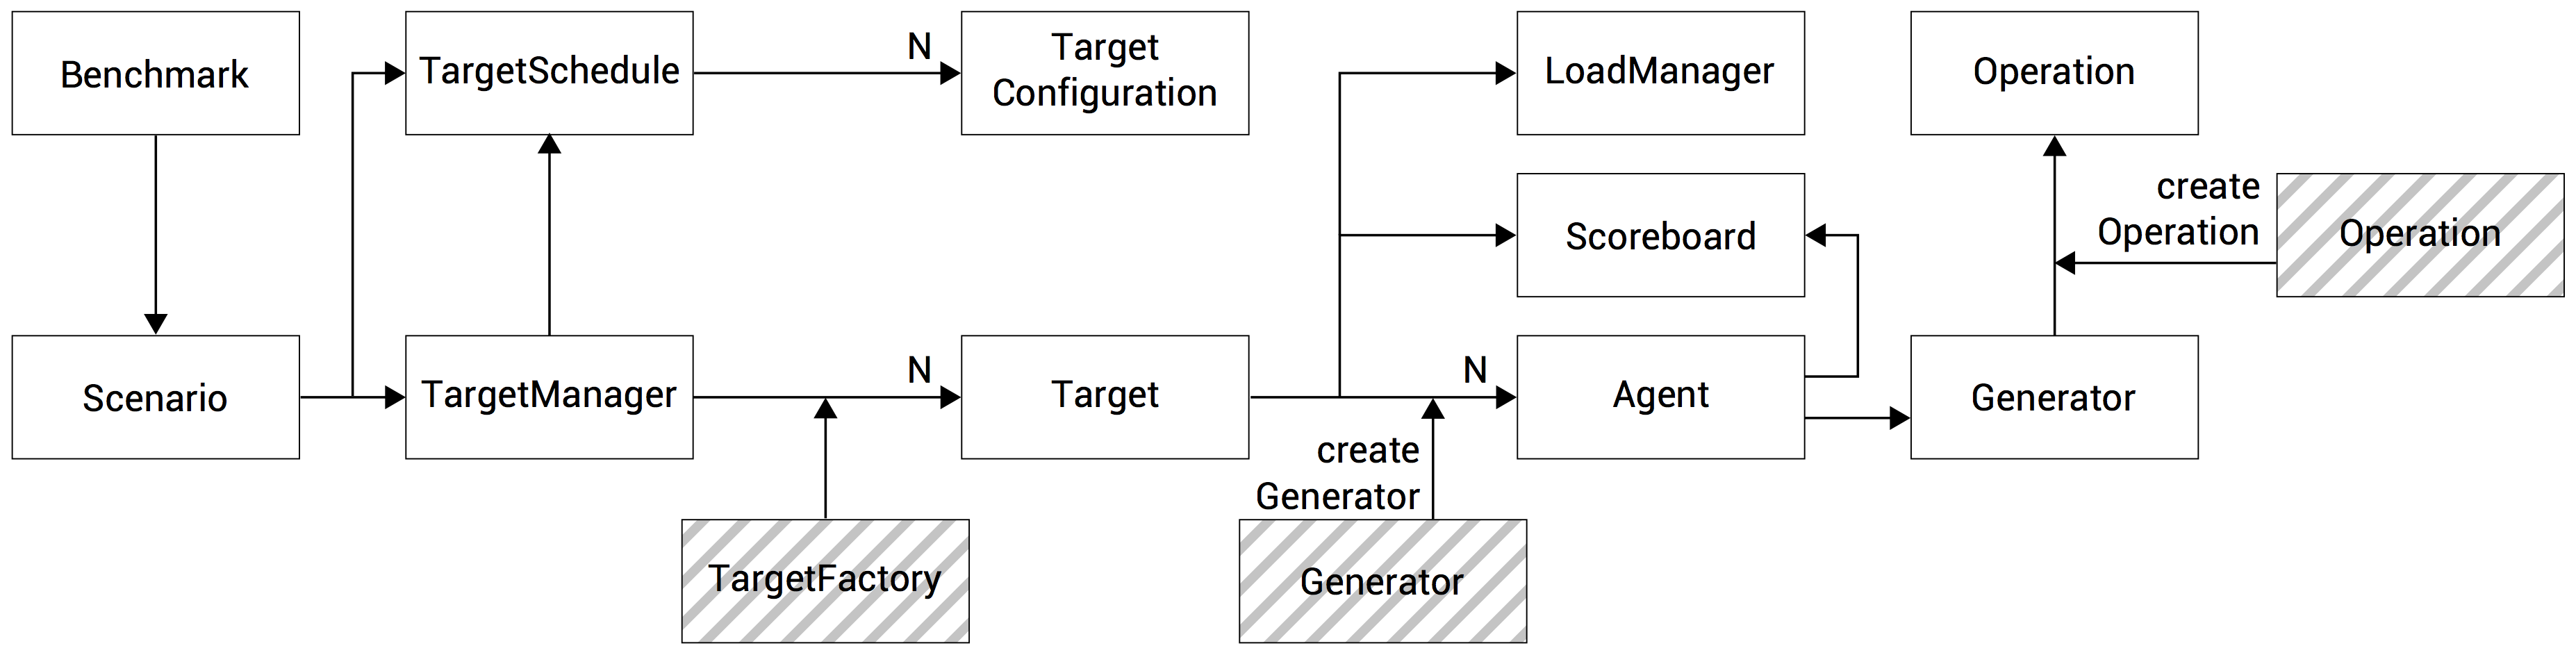 Benchmark
TargetSchedule
N
Target
Configuration
LoadManager
Operation
Scoreboard
create
Operation
Operation
Scenario
TargetManager
N
Target
N
Agent
Generator
create
Generator
TargetFactory
Generator